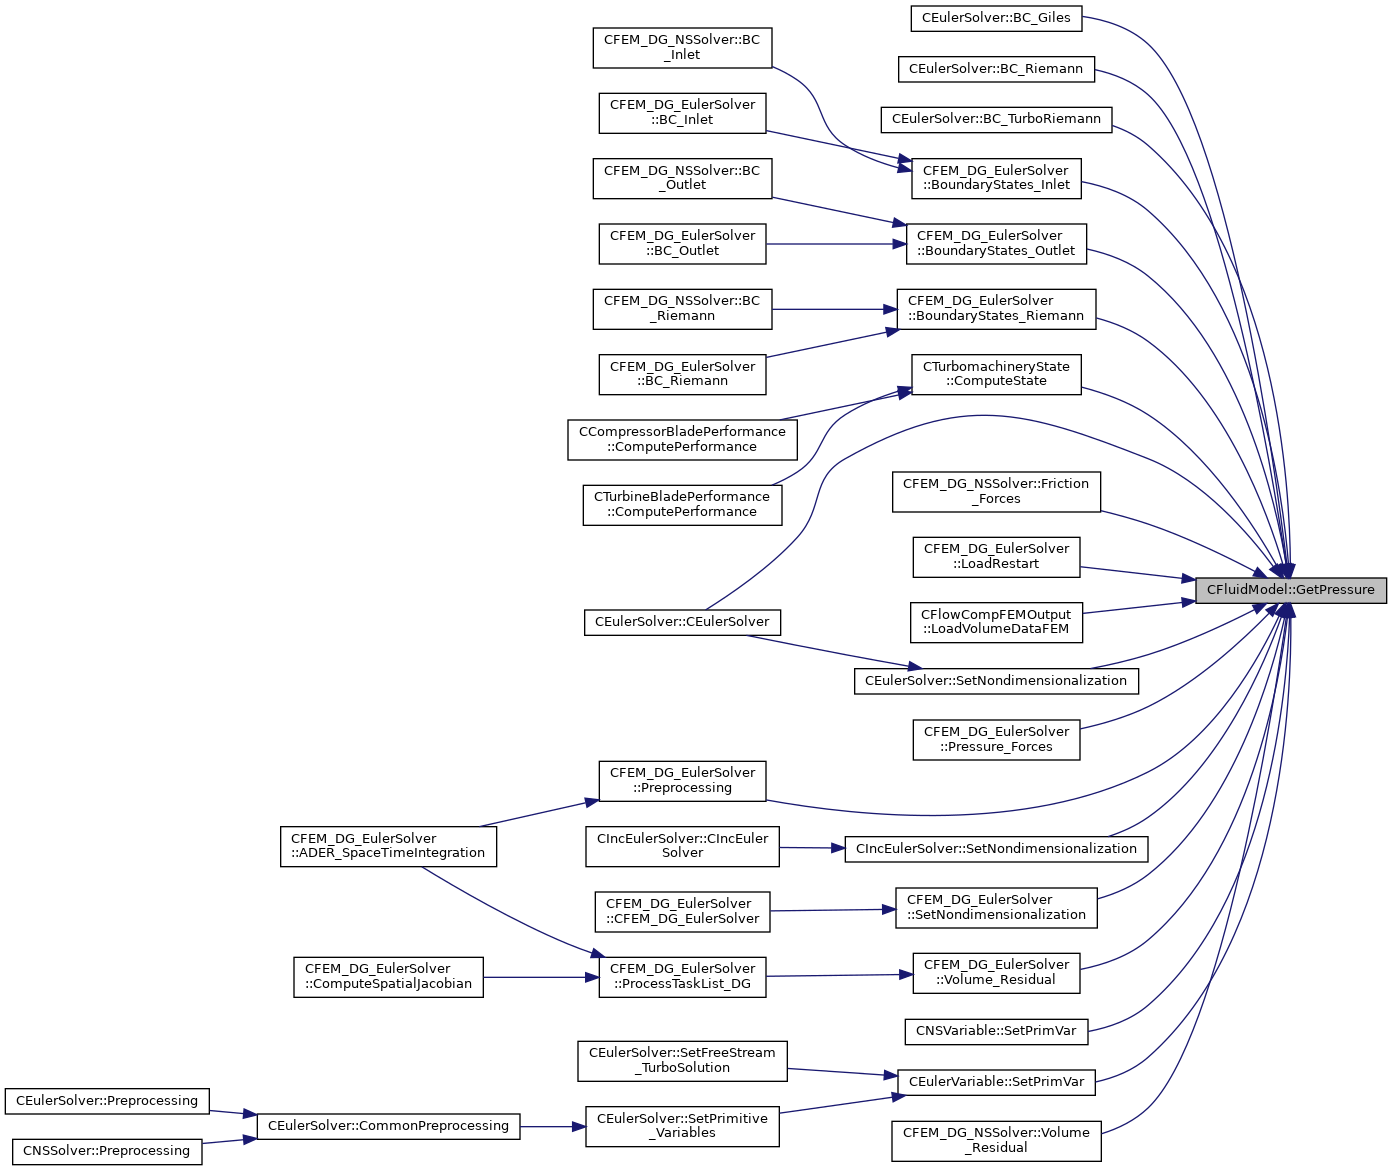 CEulerSolver::BC_Giles
CFEM_DG_NSSolver::BC
_Inlet
CEulerSolver::BC_Riemann
CFEM_DG_EulerSolver
::BC_Inlet
CEulerSolver::BC_TurboRiemann
CFEM_DG_NSSolver::BC
_Outlet
CFEM_DG_EulerSolver
::BoundaryStates_Inlet
CFEM_DG_EulerSolver
::BC_Outlet
CFEM_DG_EulerSolver
::BoundaryStates_Outlet
CFEM_DG_NSSolver::BC
_Riemann
CFEM_DG_EulerSolver
::BoundaryStates_Riemann
CFEM_DG_EulerSolver
::BC_Riemann
CTurbomachineryState
::ComputeState
CCompressorBladePerformance
::ComputePerformance
CTurbineBladePerformance
::ComputePerformance
CFEM_DG_NSSolver::Friction
_Forces
CFEM_DG_EulerSolver
::LoadRestart
CFluidModel::GetPressure
CEulerSolver::CEulerSolver
CFlowCompFEMOutput
::LoadVolumeDataFEM
CEulerSolver::SetNondimensionalization
CFEM_DG_EulerSolver
::Pressure_Forces
CFEM_DG_EulerSolver
::Preprocessing
CFEM_DG_EulerSolver
::ADER_SpaceTimeIntegration
CIncEulerSolver::CIncEuler
Solver
CIncEulerSolver::SetNondimensionalization
CFEM_DG_EulerSolver
::CFEM_DG_EulerSolver
CFEM_DG_EulerSolver
::SetNondimensionalization
CFEM_DG_EulerSolver
::ComputeSpatialJacobian
CFEM_DG_EulerSolver
::ProcessTaskList_DG
CFEM_DG_EulerSolver
::Volume_Residual
CNSVariable::SetPrimVar
CEulerSolver::SetFreeStream
_TurboSolution
CEulerVariable::SetPrimVar
CEulerSolver::Preprocessing
CEulerSolver::CommonPreprocessing
CEulerSolver::SetPrimitive
_Variables
CNSSolver::Preprocessing
CFEM_DG_NSSolver::Volume
_Residual